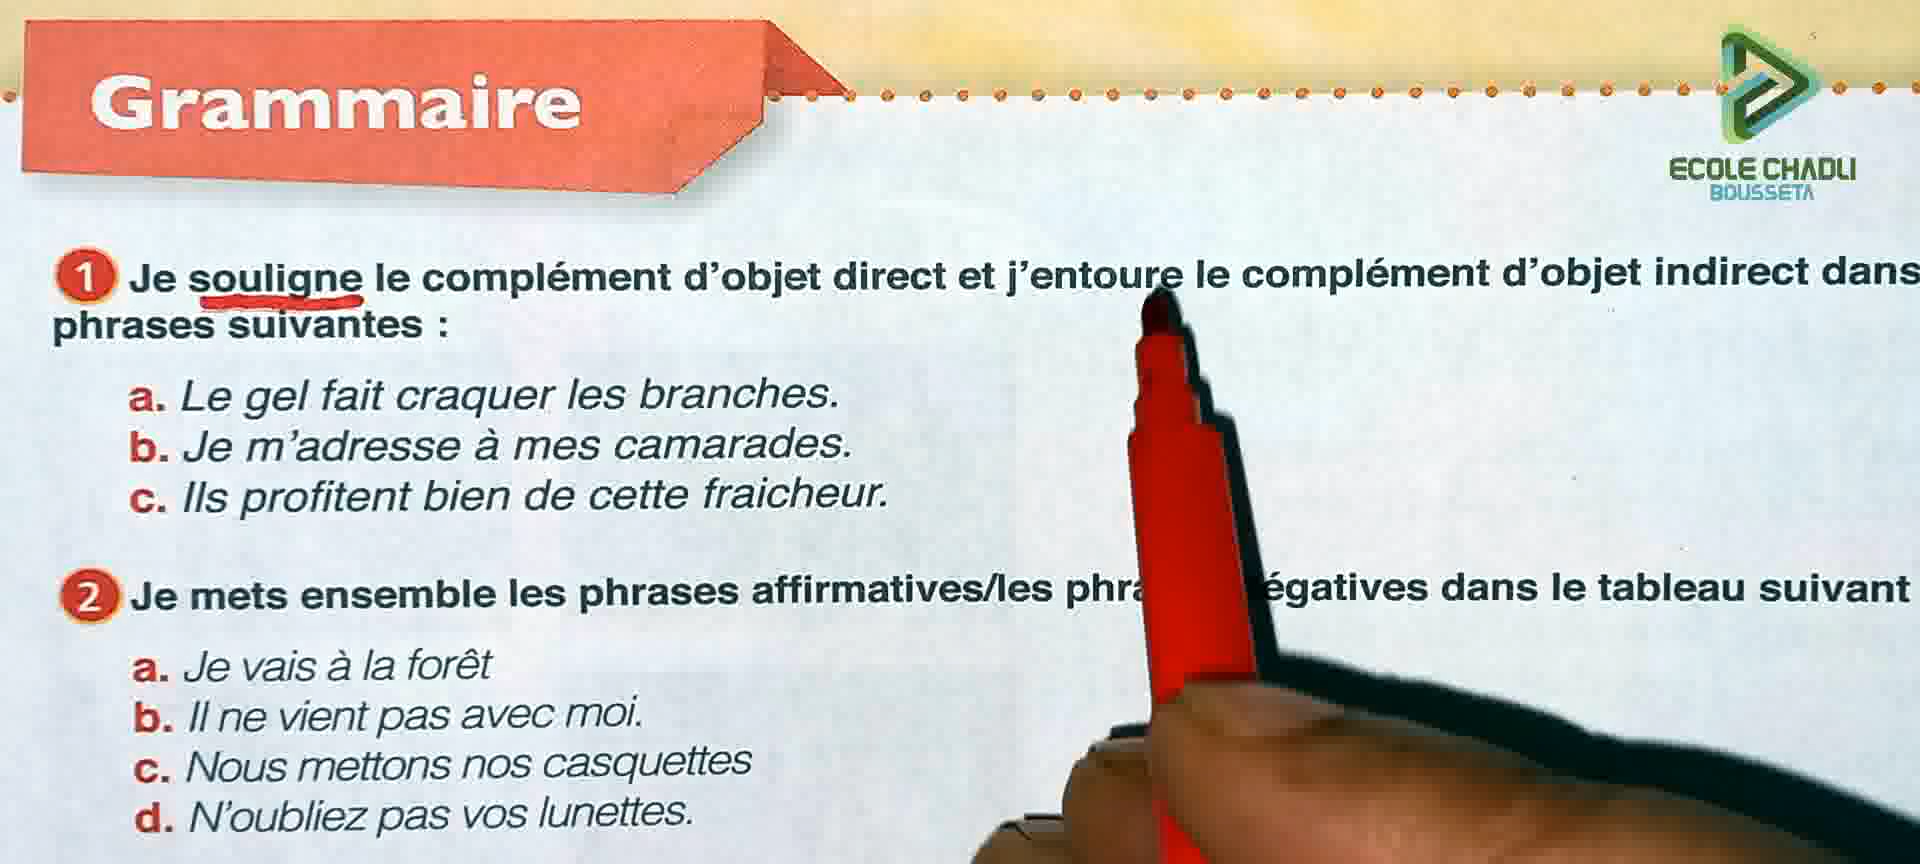 Grammaire
ECOLE CHADLI
BOUSSETA
1 Je souligne le complément d'objet direct et j'entoure le complément d'objet indirect dans
phrases suivantes :
a. Le gel fait craquer les branches.
b. Je m'adresse à mes camarades.
c. Ils profitent bien de cette fraicheur.
2 Je mets ensemble les phrases affirmatives/les dans le tableau suivant
a. Je vais à la forêt
b. Il ne vient pas avec moi.
c. Nous mettons nos casquettes
d. N'oubliez pas vos lunettes.